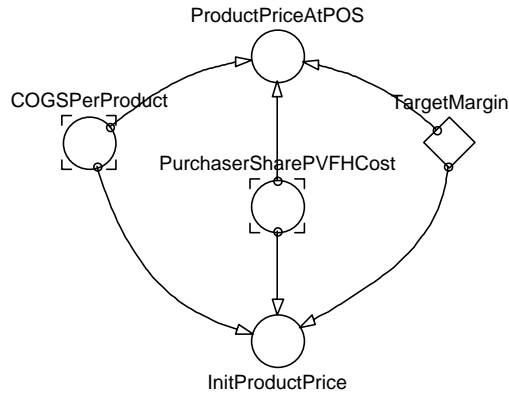 ProductPriceAtPOS
COGSPerProduct
TargetMargin
PurchaserSharePVFHCost
InitProductPrice